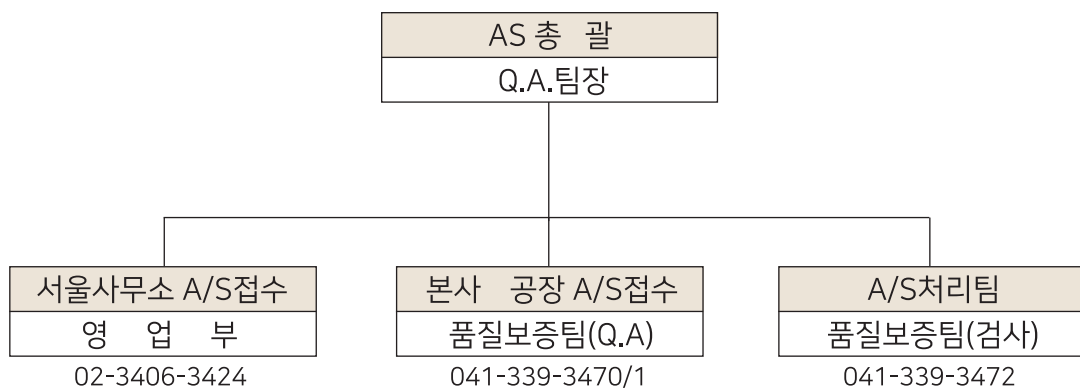 AS 총 괄
Q.A.팀장
서울사무소 A/S접수
영 업 부
02-3406-3424
본사 공장 A/S접수
품질보증팀(Q.A)
041-339-3470/1
A/S처리팀
품질보증팀(검사)
041-339-3472